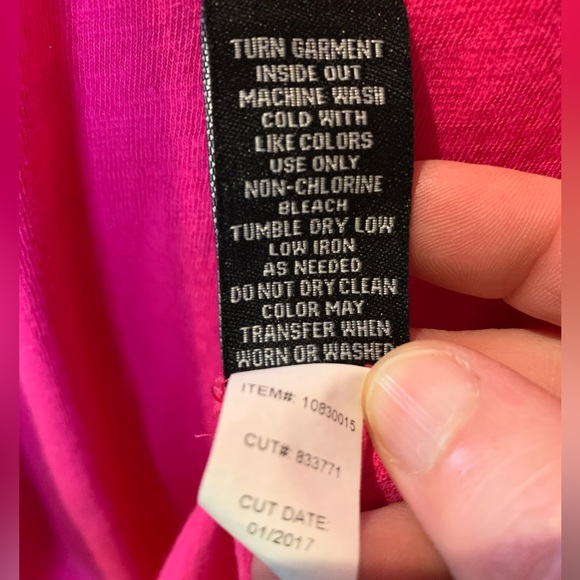 TURN GARMENT
INSIDE OUT
MACHINE WASH
COLD WITH
LIKE COLORS
USE ONLY
NON-CHLORINE
BLEACH
TUMBLE DRY LOW
LOW IRON
AS NEEDED
DO NOT DRY CLEAN
COLOR MAY
TRANSFER WHEN
WORN OR WASHED
ITEM#: 10830015
CUT#: 833771
CUT DATE:
01/2017